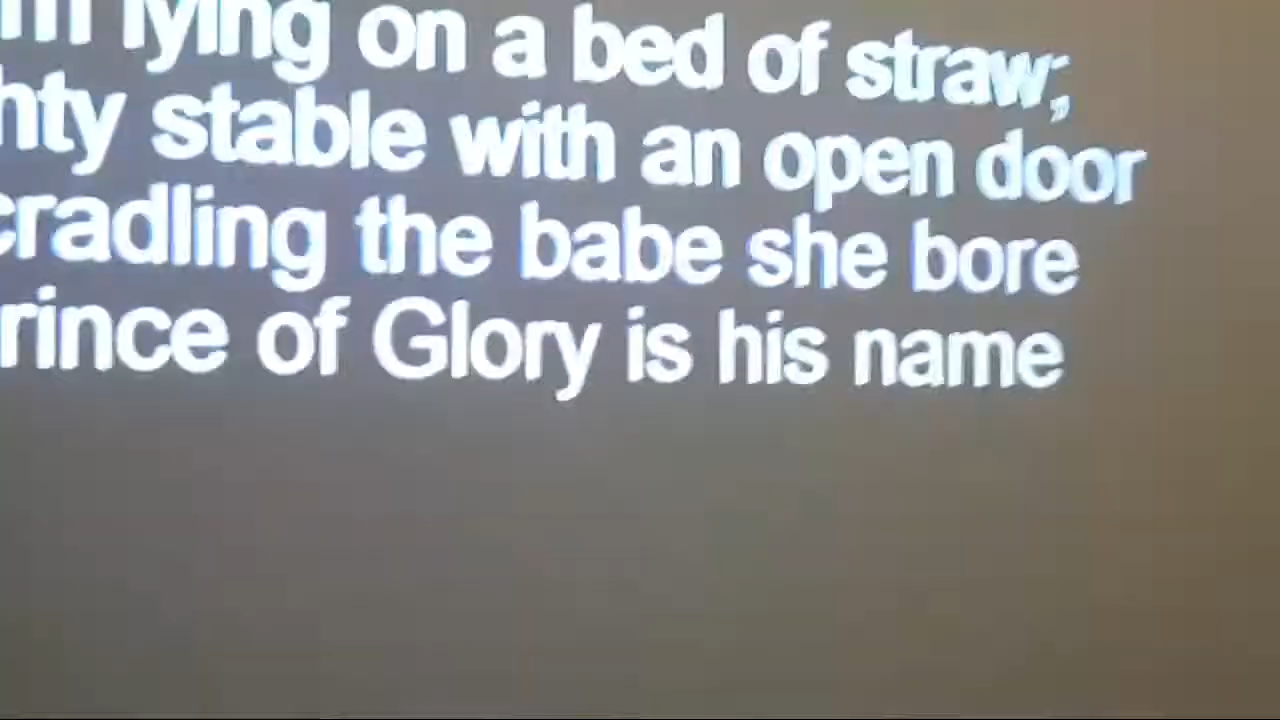 lying on a bed of straw;
stable with an open door
cradling the babe she bore
rince of Glory is his name